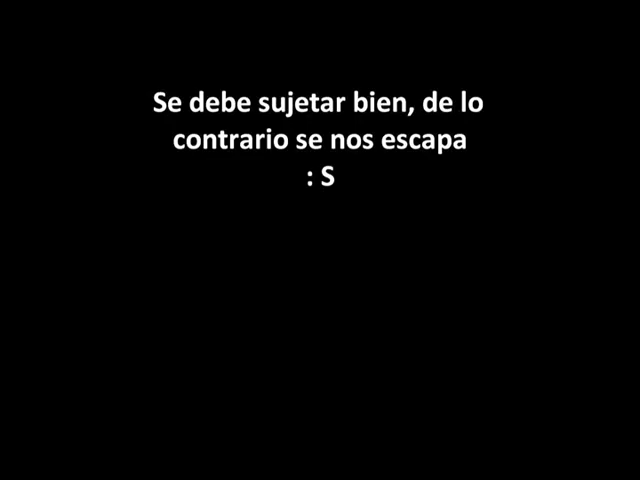 Se debe sujetar bien, de lo
contrario se nos escapa
: S